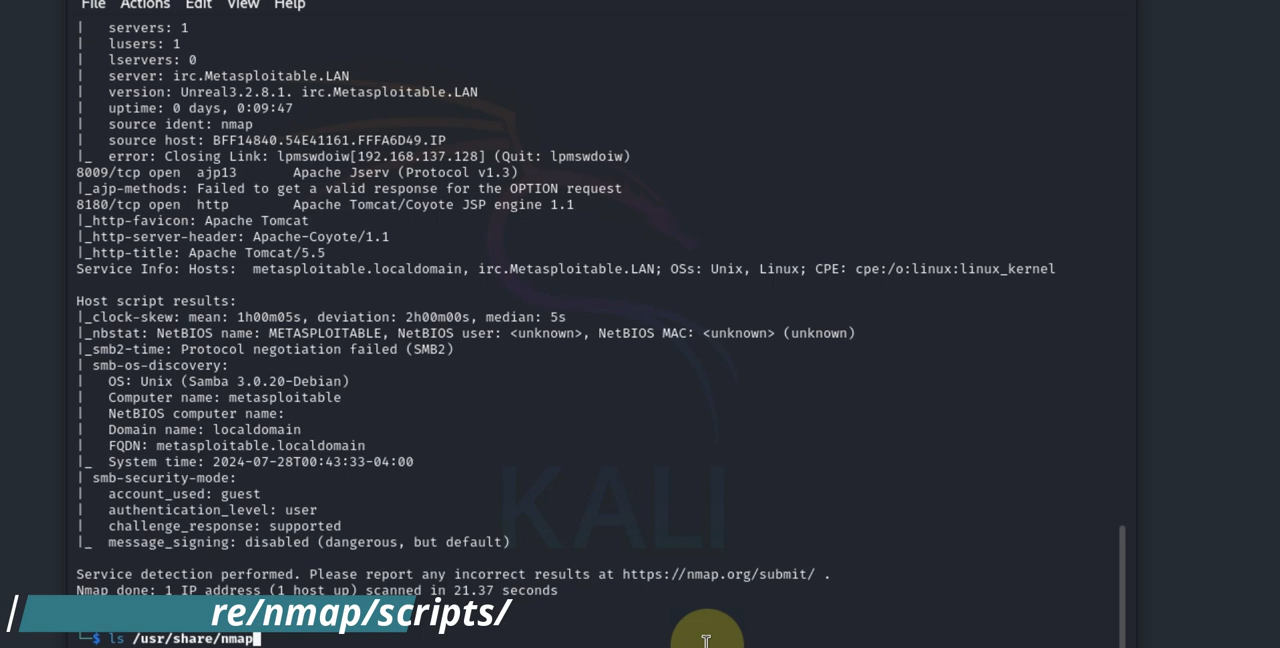 File Actions Edit View Help
| servers: 1
| lusers: 1
| lservers: 0
| server: irc.Metasploitable.LAN
| version: Unreal3.2.8.1. irc.Metasploitable.LAN
| uptime: 0 days, 0:09:47
| source ident: nmap
| source host: BFF14840.54E41161.FFFA6D49.IP
|_ error: Closing Link: lpmswdoiw[192.168.137.128] (Quit: lpmswdoiw)
8009/tcp open ajp13 Apache Jserv (Protocol v1.3)
|_ajp-methods: Failed to get a valid response for the OPTION request
8180/tcp open http Apache Tomcat/Coyote JSP engine 1.1
|_http-favicon: Apache Tomcat
|_http-server-header: Apache-Coyote/1.1
|_http-title: Apache Tomcat/5.5
Service Info: Hosts: metasploitable.localdomain, irc.Metasploitable.LAN; OSs: Unix, Linux; CPE: cpe:/o:linux:linux_kernel
Host script results:
|_clock-skew: mean: 1h00m05s, deviation: 2h00m00s, median: 5s
|_nbstat: NetBIOS name: METASPLOITABLE, NetBIOS user: <unknown>, NetBIOS MAC: <unknown> (unknown)
|_smb2-time: Protocol negotiation failed (SMB2)
| smb-os-discovery:
| OS: Unix (Samba 3.0.20-Debian)
| Computer name: metasploitable
| NetBIOS computer name:
| Domain name: localdomain
| FQDN: metasploitable.localdomain
|_ System time: 2024-07-28T00:43:33-04:00
| smb-security-mode:
| account_used: guest
| authentication_level: user
| challenge_response: supported
|_ message_signing: disabled (dangerous, but default)
KALI
Service detection performed. Please report any incorrect results at https://nmap.org/submit/ .
Nmap done: 1 IP address (1 host up) scanned in 21.37 seconds
/ re/nmap/scripts/
└─$ ls /usr/share/nmap